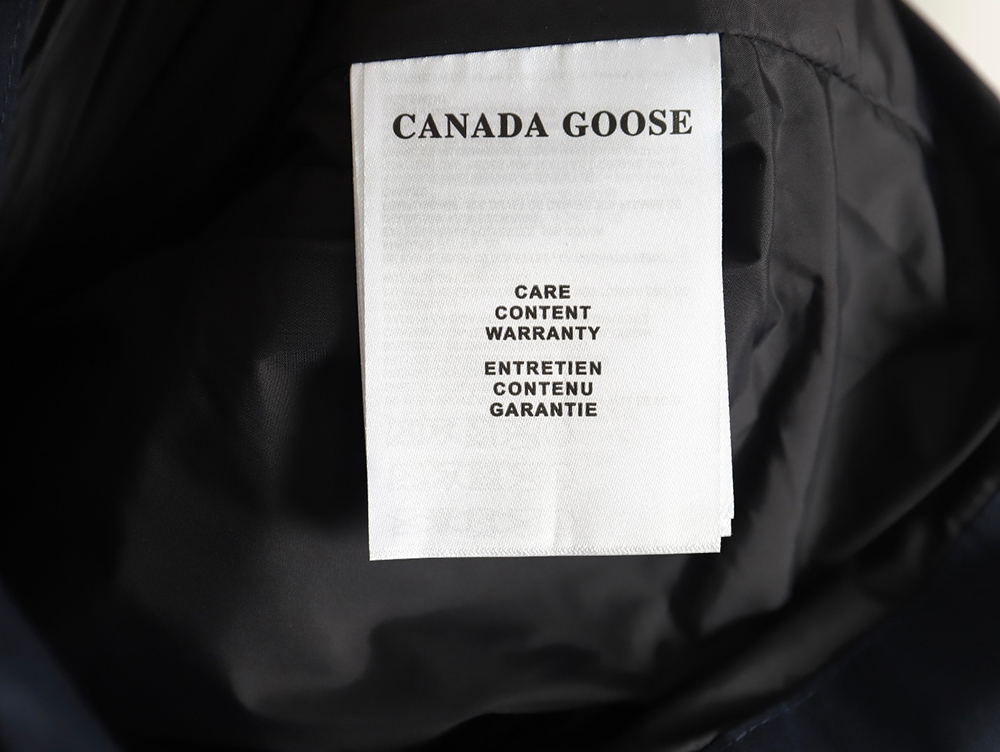 CANADA GOOSE
CARE
CONTENT
WARRANTY
ENTRETIEN
CONTENU
GARANTIE